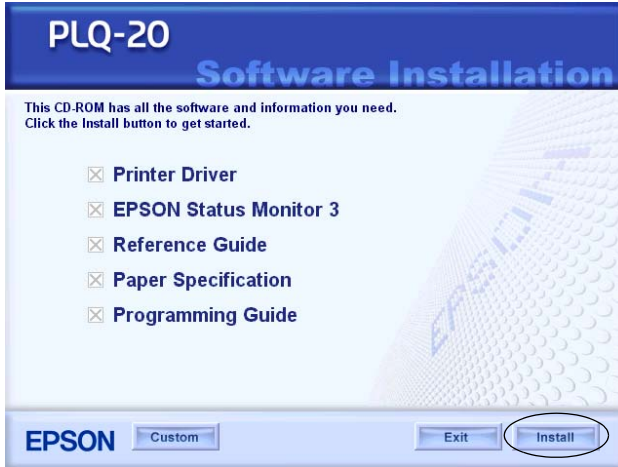 PLQ-20
Software Installation
This CD-ROM has all the software and information you need.
Click the Install button to get started.
Printer Driver
EPSON Status Monitor 3
Reference Guide
Paper Specification
Programming Guide
EPSON
EPSON
Custom
Exit
Install